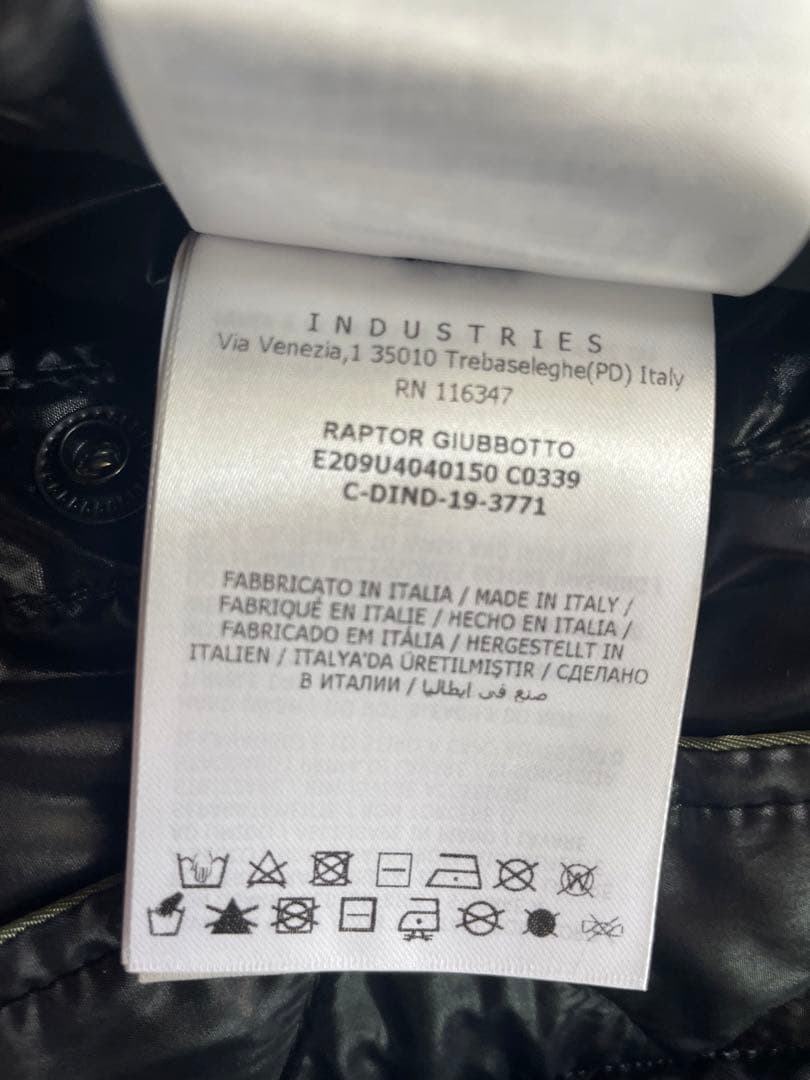 INDUSTRIES
Via Venezia,1 35010 Trebaseleghe(PD) Italy
RN 116347
RAPTOR GIUBBOTTO
E209U4040150 C0339
C-DIND-19-3771
FABBRICATO IN ITALIA / MADE IN ITALY /
FABRIQUÉ EN ITALIE / HECHO EN ITALIA /
FABRICADO EM ITÁLIA / HERGESTELLT IN
ITALIEN / ITALYA'DA ÜRETILMIŞTIR / СДЕЛАНО
В ИТАЛИИ / صنع في ايطاليا